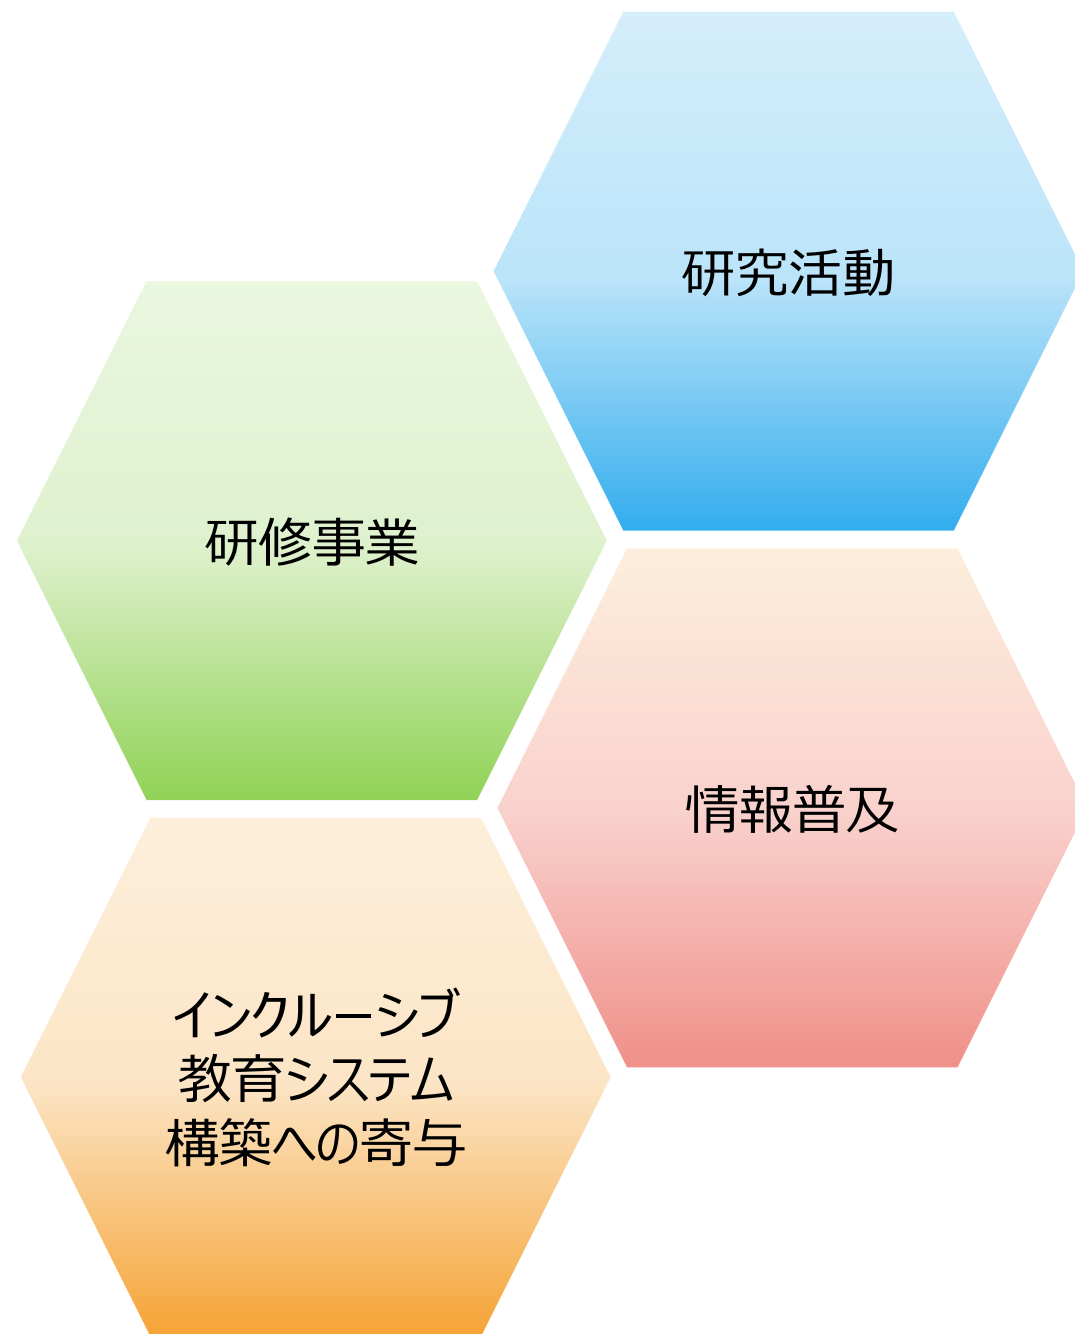 研究活動
研修事業
情報普及
インクルーシブ
教育システム
構築への寄与